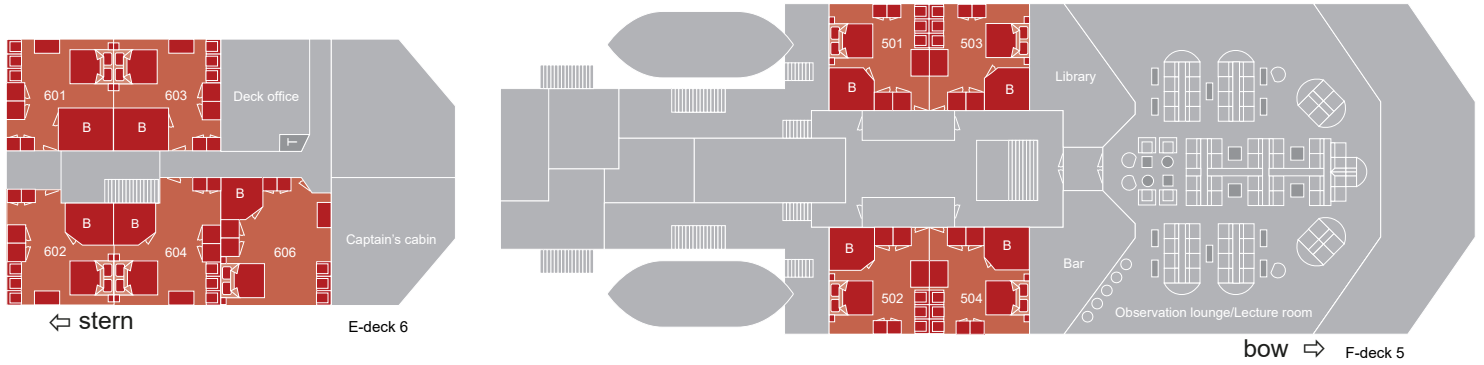 601
603
Deck office
B
B
T
B
B
B
602
604
606
Captain's cabin
stern
E-deck 6
501
503
B
B
Library
B
B
502
504
Bar
Observation lounge/Lecture room
bow
F-deck 5